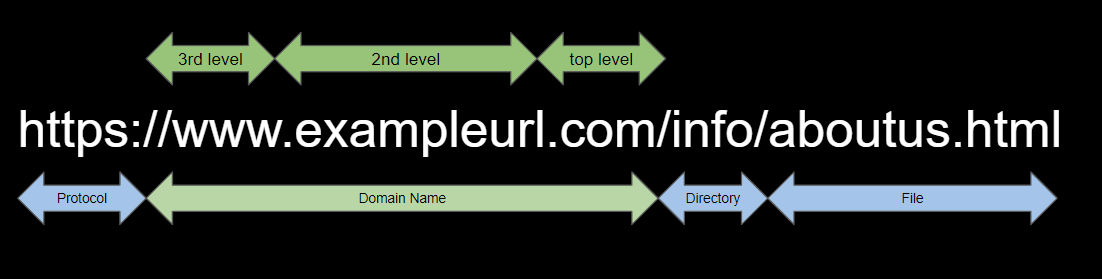 3rd level 2nd level top level
https://www.exampleurl.com/info/aboutus.html
Protocol Domain Name Directory File